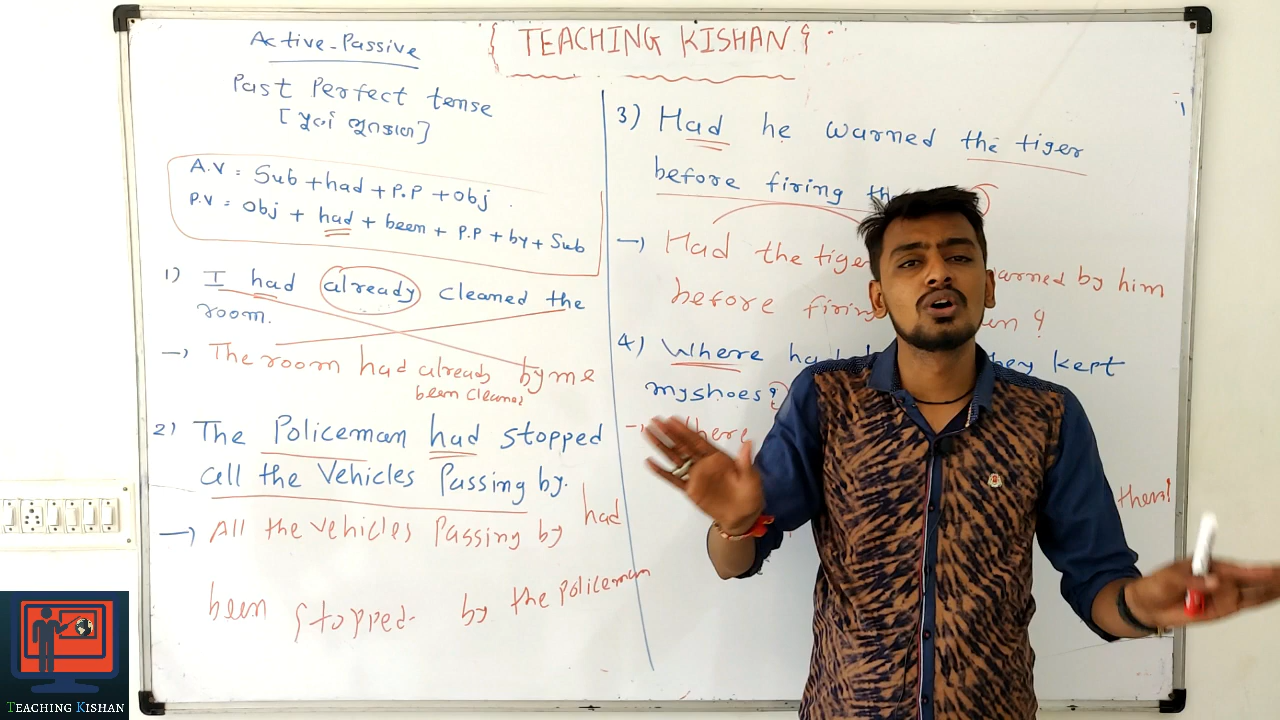 { TEACHING KISHAN }
Active-Passive
Past Perfect tense
[પૂર્ણ ભૂતકાળ]
A.V = Sub + had + P.P + obj.
P.V = Obj + had + been + P.P + by + Sub
1) I had already cleaned the
room.
→ The room had already by me
been cleaned
2) The Policeman had stopped
all the Vehicles Passing by.
→ All the vehicles Passing by had
been stopped. by the Policeman
3) Had he warned the tiger
before firing
→ Had the tiger warned by him
before firing ?
4) Where they kept
my shoes?
→ there
them?
TEACHING KISHAN